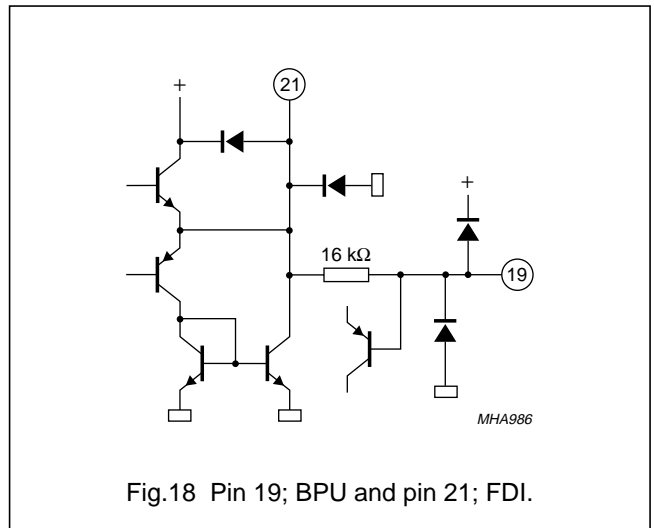 +
21
+
16 kΩ
19
MHA986
Fig.18 Pin 19; BPU and pin 21; FDI.